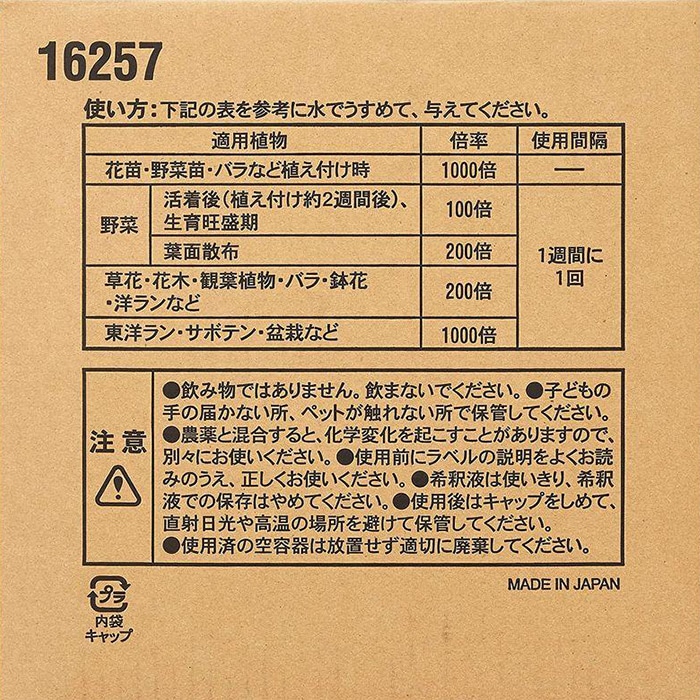 16257
使い方:下記の表を参考に水でうすめて、与えてください。
適用植物 倍率 使用間隔
花苗・野菜苗・バラなど植え付け時 1000倍 —
野菜 活着後(植え付け約2週間後)、
生育旺盛期 100倍
葉面散布 200倍
1週間に
1回
草花・花木・観葉植物・バラ・鉢花
・洋ランなど 200倍
東洋ラン・サボテン・盆栽など 1000倍
注意
●飲み物ではありません。飲まないでください。●子どもの
手の届かない所、ペットが触れない所で保管してください。
●農薬と混合すると、化学変化を起こすことがありますので、
別々にお使いください。●使用前にラベルの説明をよくお読
みのうえ、正しくお使いください。●希釈液は使いきり、希釈
液での保存はやめてください。●使用後はキャップをしめて、
直射日光や高温の場所を避けて保管してください。
●使用済の空容器は放置せず適切に廃棄してください。
プラ
内袋
キャップ
MADE IN JAPAN